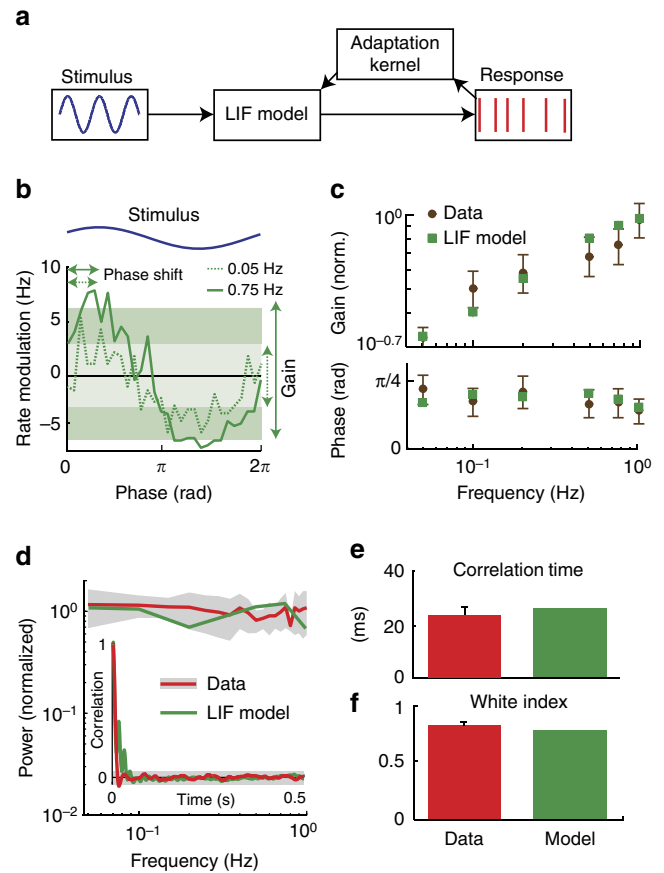 a
Stimulus
LIF model
Adaptation
kernel
Response
b
Stimulus
Rate modulation (Hz)
10
5
0
–5
Phase shift
0.05 Hz
0.75 Hz
Gain
0
π
2π
Phase (rad)
c
Data
LIF model
Gain (norm.)
10^0
10^–0.7
Phase (rad)
π/4
0
10^–1
10^0
Frequency (Hz)
d
Power (normalized)
10^0
10^–1
10^–2
Correlation
1
0
0
Time (s)
0.5
Data
LIF model
10^–1
10^0
Frequency (Hz)
e
Correlation time
(ms)
40
20
0
f
White index
1
0.5
0
Data
Model